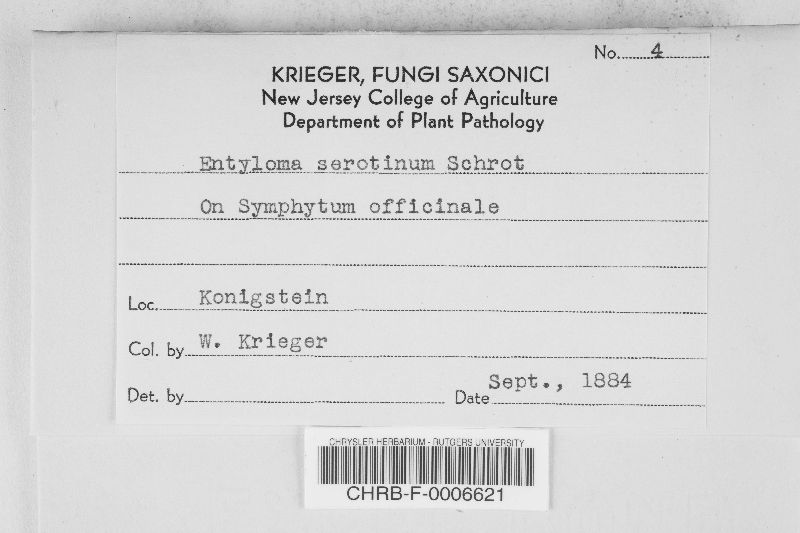 No. 4
KRIEGER, FUNGI SAXONICI
New Jersey College of Agriculture
Department of Plant Pathology
Entyloma serotinum Schrot
On Symphytum officinale
Loc. Konigstein
Col. by W. Krieger
Det. by Date Sept., 1884
CHRYSLER HERBARIUM - RUTGERS UNIVERSITY
CHRB-F-0006621